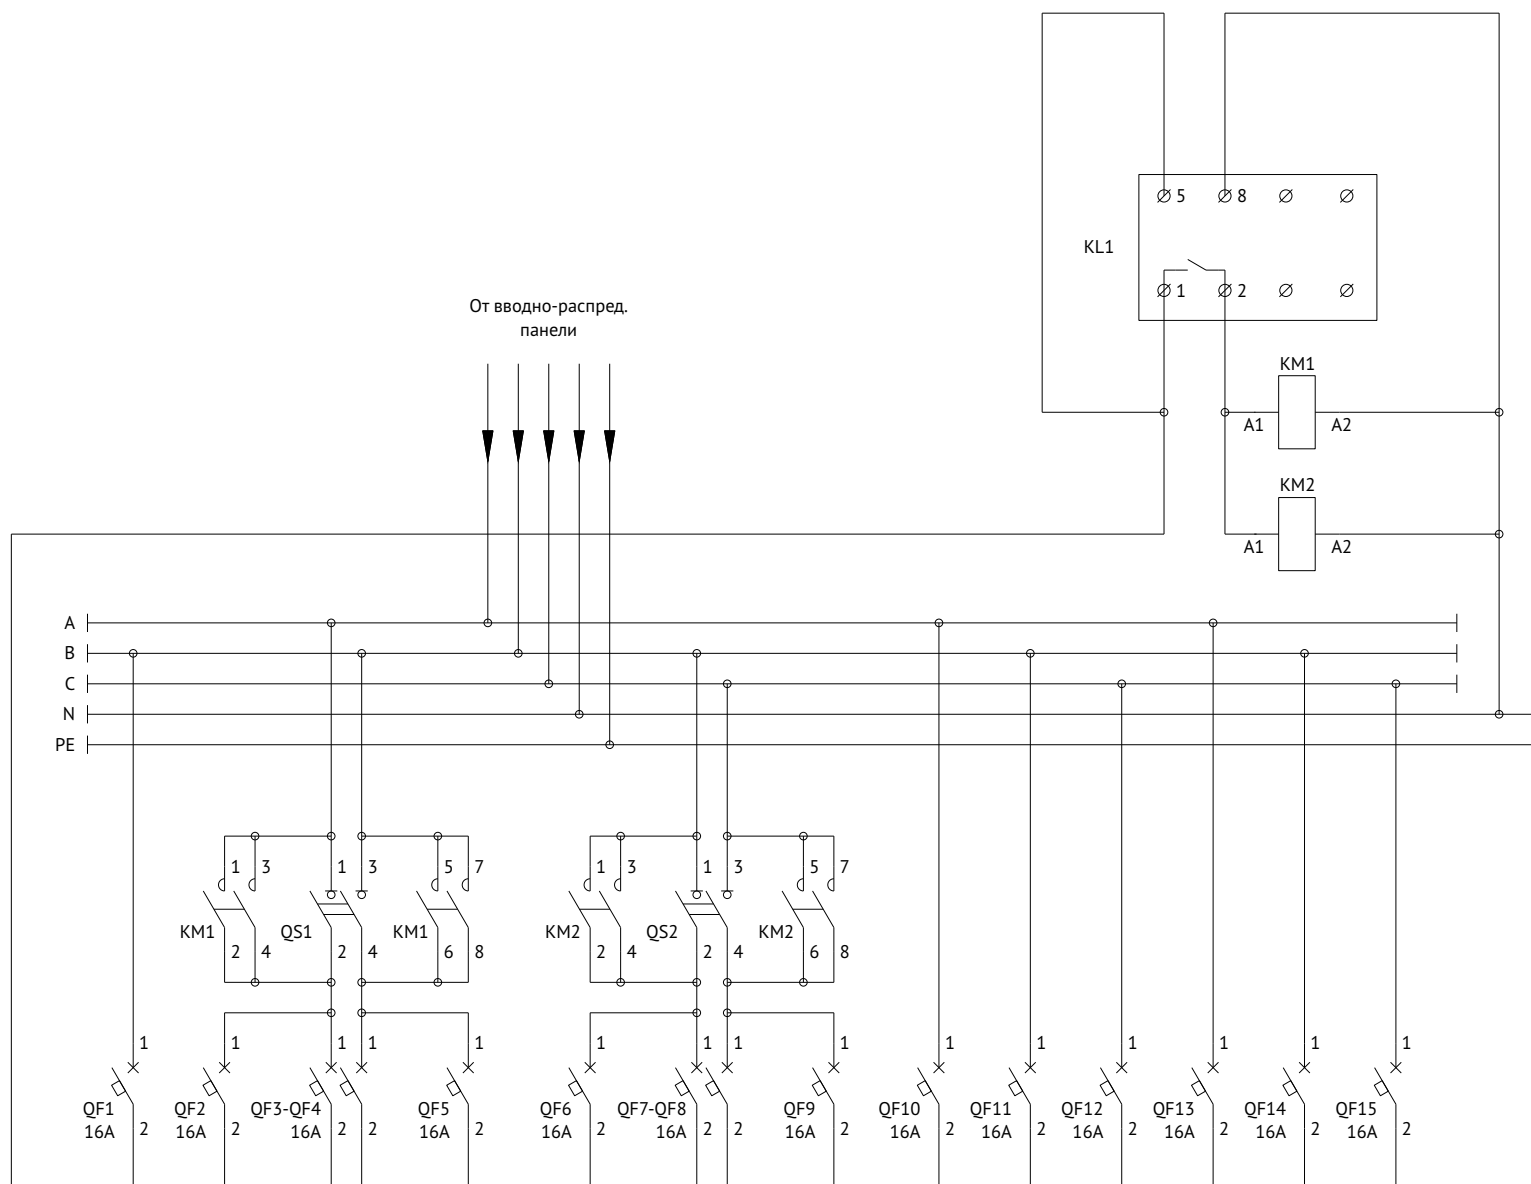 5 8
KL1
1 2
От вводно-распред.
панели
KM1
A1 A2
KM2
A1 A2
A
B
C
N
PE
1 3 1 3 5 7 1 3 1 3 5 7
KM1 QS1 KM1 KM2 QS2 KM2
2 4 2 4 6 8 2 4 2 4 6 8
1 1 1 1 1 1 1 1 1 1 1 1 1 1 1
QF1 QF2 QF3-QF4 QF5 QF6 QF7-QF8 QF9 QF10 QF11 QF12 QF13 QF14 QF15
16A 2 16A 2 16A 2 2 16A 2 16A 2 16A 2 2 16A 2 16A 2 16A 2 16A 2 16A 2 16A 2 16A 2